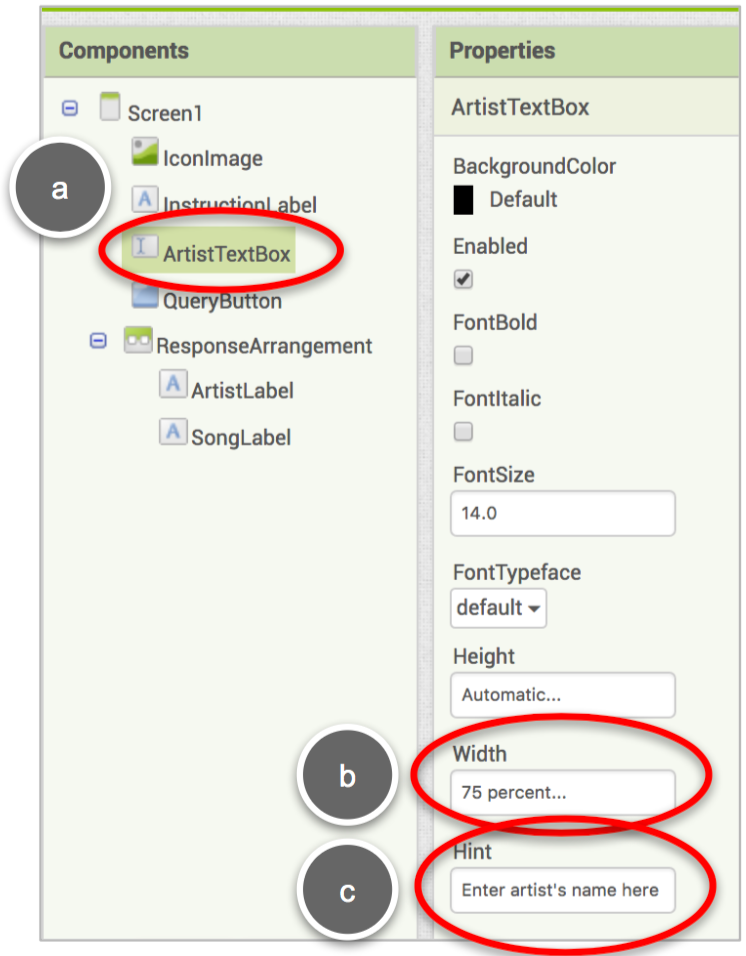 Components
Screen1
IconImage
a
InstructionLabel
ArtistTextBox
QueryButton
ResponseArrangement
ArtistLabel
SongLabel
Properties
ArtistTextBox
BackgroundColor
Default
Enabled
FontBold
FontItalic
FontSize
14.0
FontTypeface
default
Height
Automatic...
b
Width
75 percent...
c
Hint
Enter artist's name here